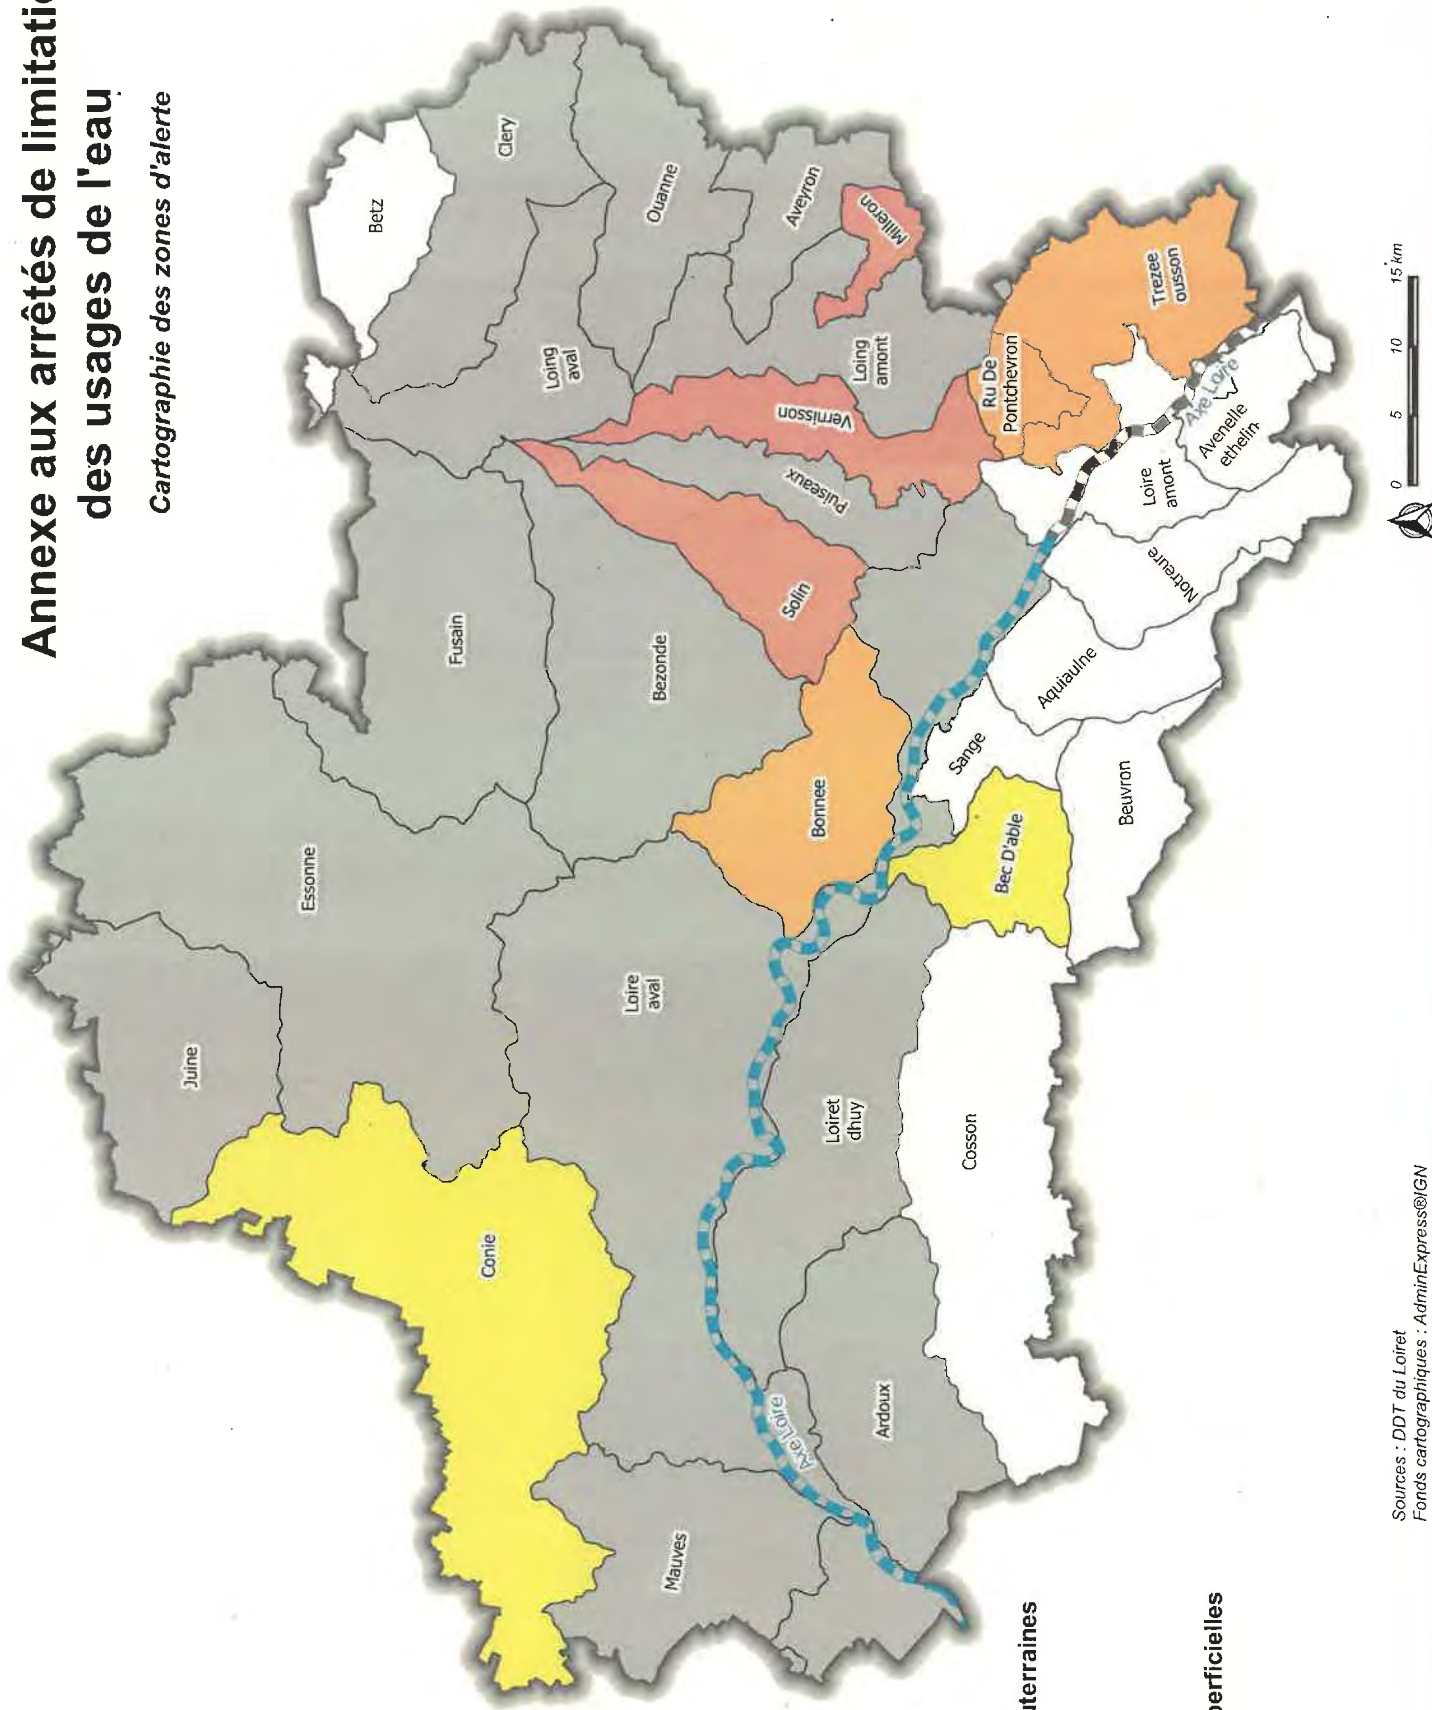 Annexe aux arrêtés de limitati
des usages de l'eau
Cartographie des zones d'alerte
Juine
Essonne
Betz
Clery
Fusain
Conie
Loing
aval
Ouanne
Bezonde
Loire
aval
Mauves
Aveyron
Milleron
Vernisson
Puiseaux
Solin
Bonnee
Loing
amont
Loiret
dhuy
Axe Loire
Ardoux
Ru De
Pontchevron
Trezee
ousson
Cosson
Bec D'able
Sange
Aquiaulne
Beuvron
Notreure
Loire
amont
Avenelle
ethelin
Axe Loire
uterraines
perficielles
0 5 10 15 km
Sources : DDT du Loiret
Fonds cartographiques : AdminExpress®IGN